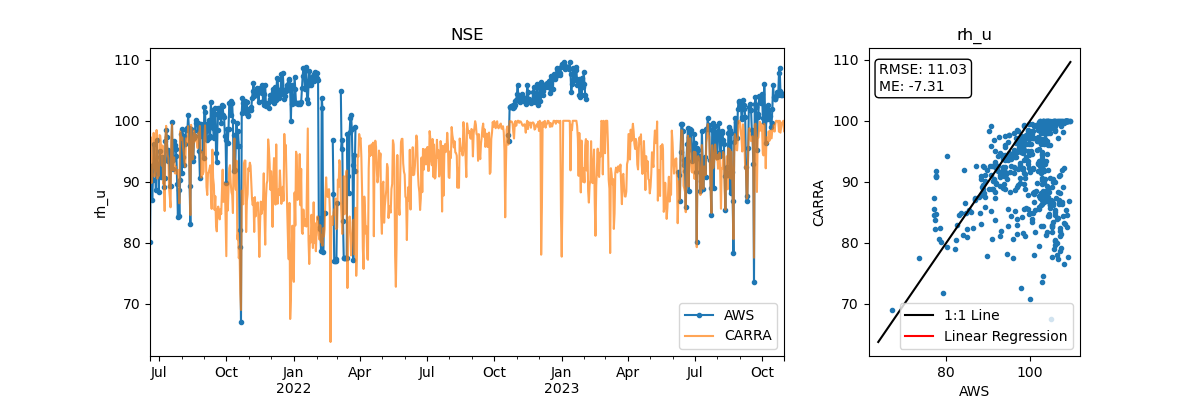 NSE
rh_u
110
100
90
80
70
rh_u
Jul
Oct
Jan
2022
Apr
Jul
Oct
Jan
2023
Apr
Jul
Oct
AWS
CARRA
rh_u
RMSE: 11.03
ME: -7.31
110
100
90
80
70
CARRA
1:1 Line
Linear Regression
80
100
AWS